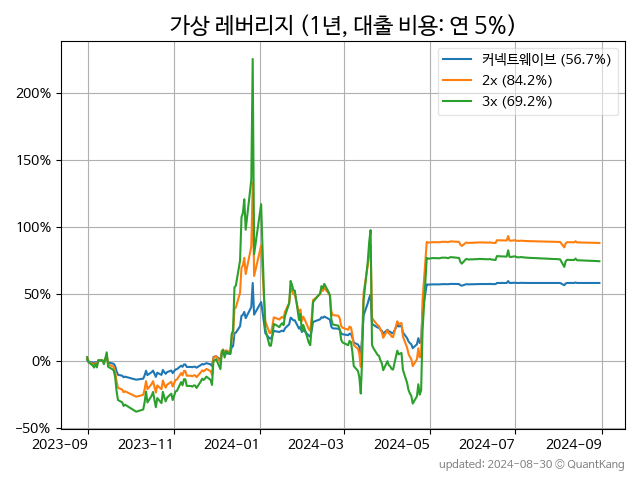 가상 레버리지 (1년, 대출 비용: 연 5%)
커넥트웨이브 (56.7%)
2x (84.2%)
3x (69.2%)
200%
150%
100%
50%
0%
−50%
2023-09 2023-11 2024-01 2024-03 2024-05 2024-07 2024-09
updated: 2024-08-30 © QuantKang